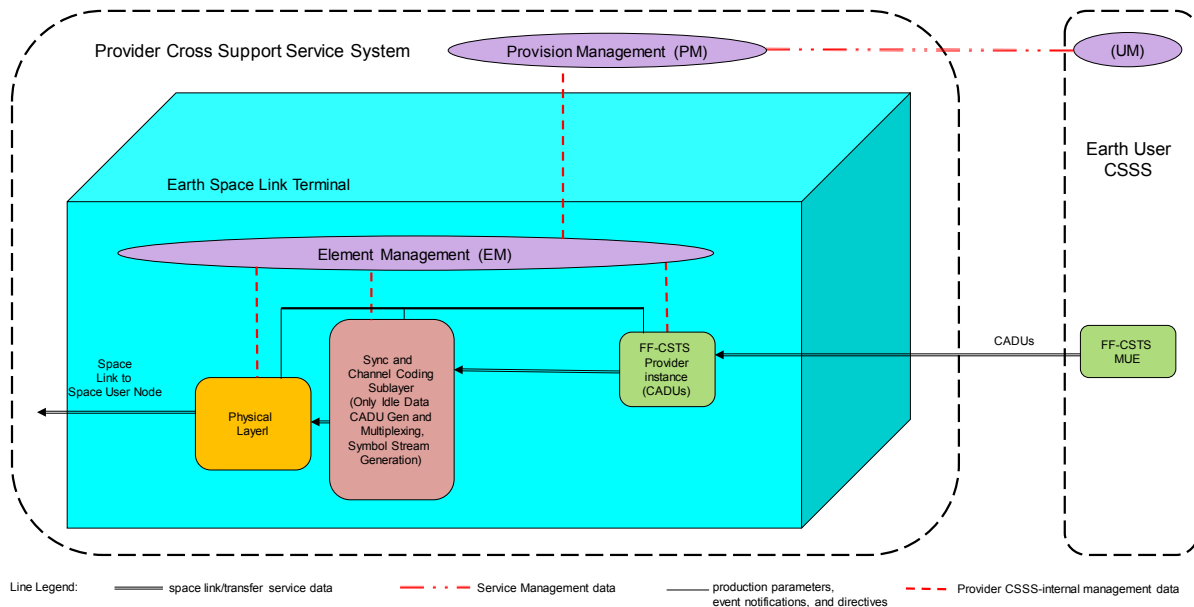 Provider Cross Support Service System
Provision Management (PM)
(UM)
Earth User
CSSS
Earth Space Link Terminal
Element Management (EM)
CADUs
FF-CSTS
MUE
FF-CSTS
Provider
instance
(CADUs)
Sync and
Channel Coding
Sublayer
(Only Idle Data
CADU Gen and
Multiplexing,
Symbol Stream
Generation)
Space
Link to
Space User Node
Physical
Layerl
Line Legend:
space link/transfer service data
Service Management data
production parameters,
event notifications, and directives
Provider CSSS-internal management data